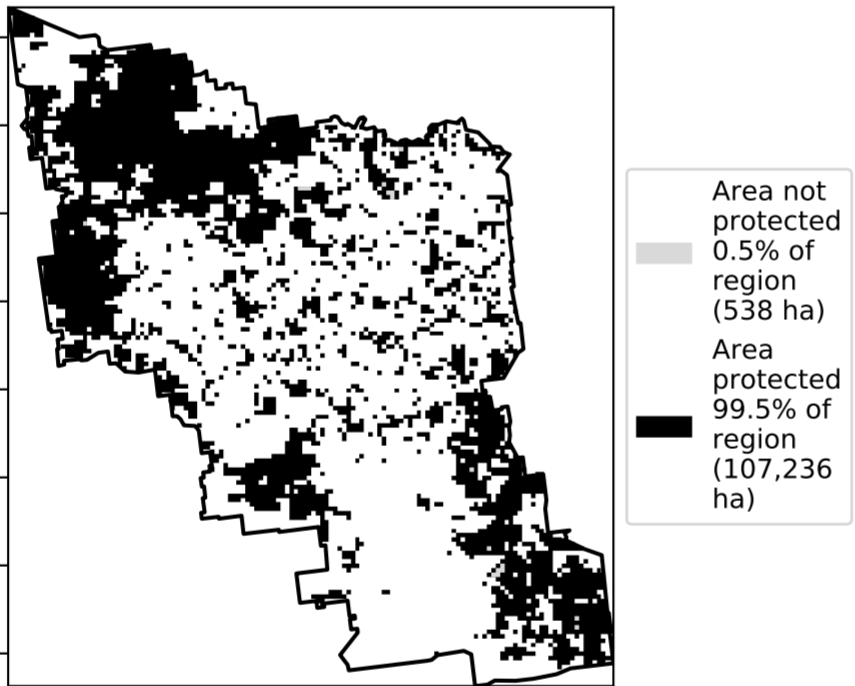 Area not
protected
0.5% of
region
(538 ha)
Area
protected
99.5% of
region
(107,236
ha)